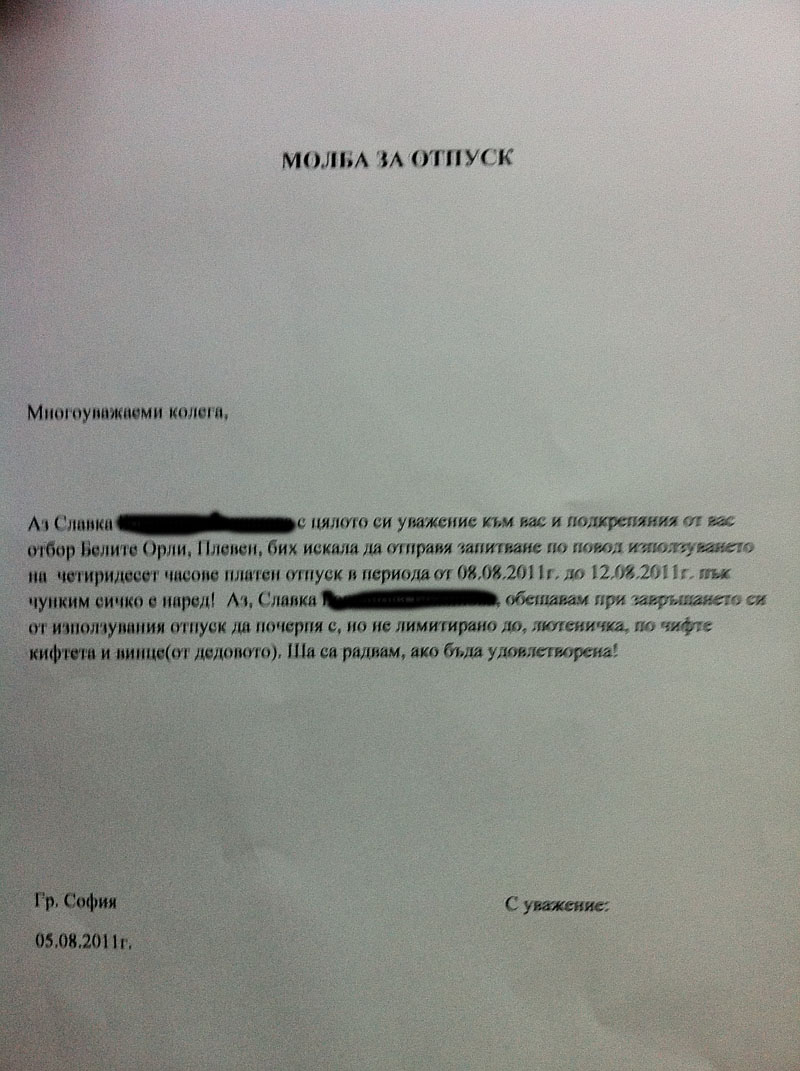 МОЛБА ЗА ОТПУСК
Многоуважаеми колега,
Аз Славка с цялото си уважение към вас и подкрепяния от вас
отбор Белите Орли, Плевен, бих искала да отправя запитване по повод използуването
на четиридесет часове платен отпуск в периода от 08.08.2011г. до 12.08.2011г. пък
чунким сичко е наред! Аз, Славка , обещавам при завръщането си
от използувания отпуск да почерпя с, но не лимитирано до, лютеничка, по чифте
кифтета и винце(от дедовото). Ша са радвам, ако бъда удовлетворена!
Гр. София
С уважение:
05.08.2011г.